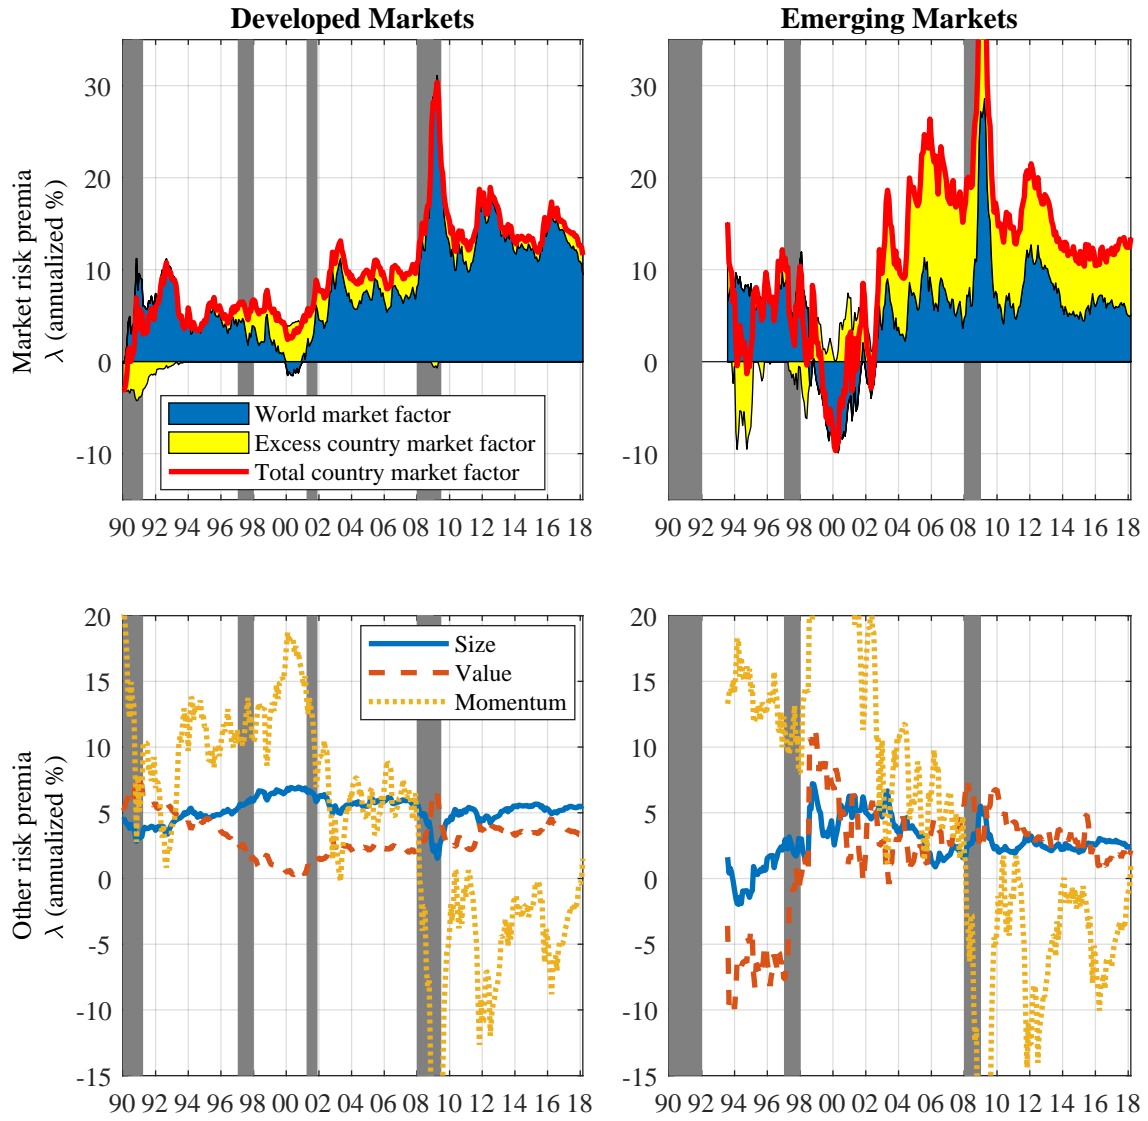 Developed Markets
Emerging Markets
Market risk premia
λ (annualized %)
30
20
10
0
-10
World market factor
Excess country market factor
Total country market factor
90 92 94 96 98 00 02 04 06 08 10 12 14 16 18
30
20
10
0
-10
90 92 94 96 98 00 02 04 06 08 10 12 14 16 18
Other risk premia
λ (annualized %)
20
15
10
5
0
-5
-10
-15
Size
Value
Momentum
90 92 94 96 98 00 02 04 06 08 10 12 14 16 18
20
15
10
5
0
-5
-10
-15
90 92 94 96 98 00 02 04 06 08 10 12 14 16 18